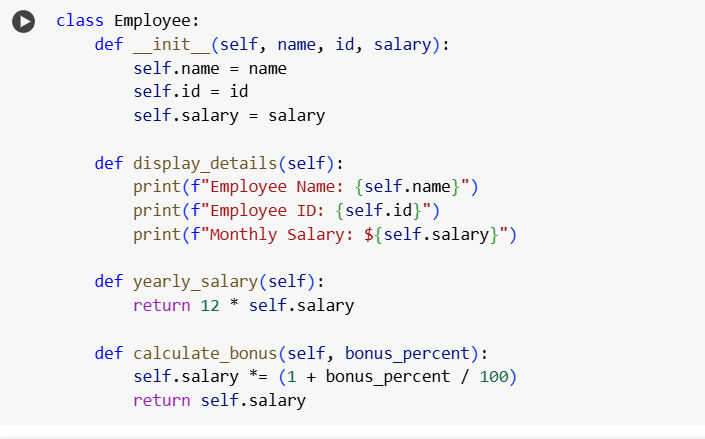 class Employee:
    def __init__(self, name, id, salary):
        self.name = name
        self.id = id
        self.salary = salary

    def display_details(self):
        print(f"Employee Name: {self.name}")
        print(f"Employee ID: {self.id}")
        print(f"Monthly Salary: ${self.salary}")

    def yearly_salary(self):
        return 12 * self.salary

    def calculate_bonus(self, bonus_percent):
        self.salary *= (1 + bonus_percent / 100)
        return self.salary